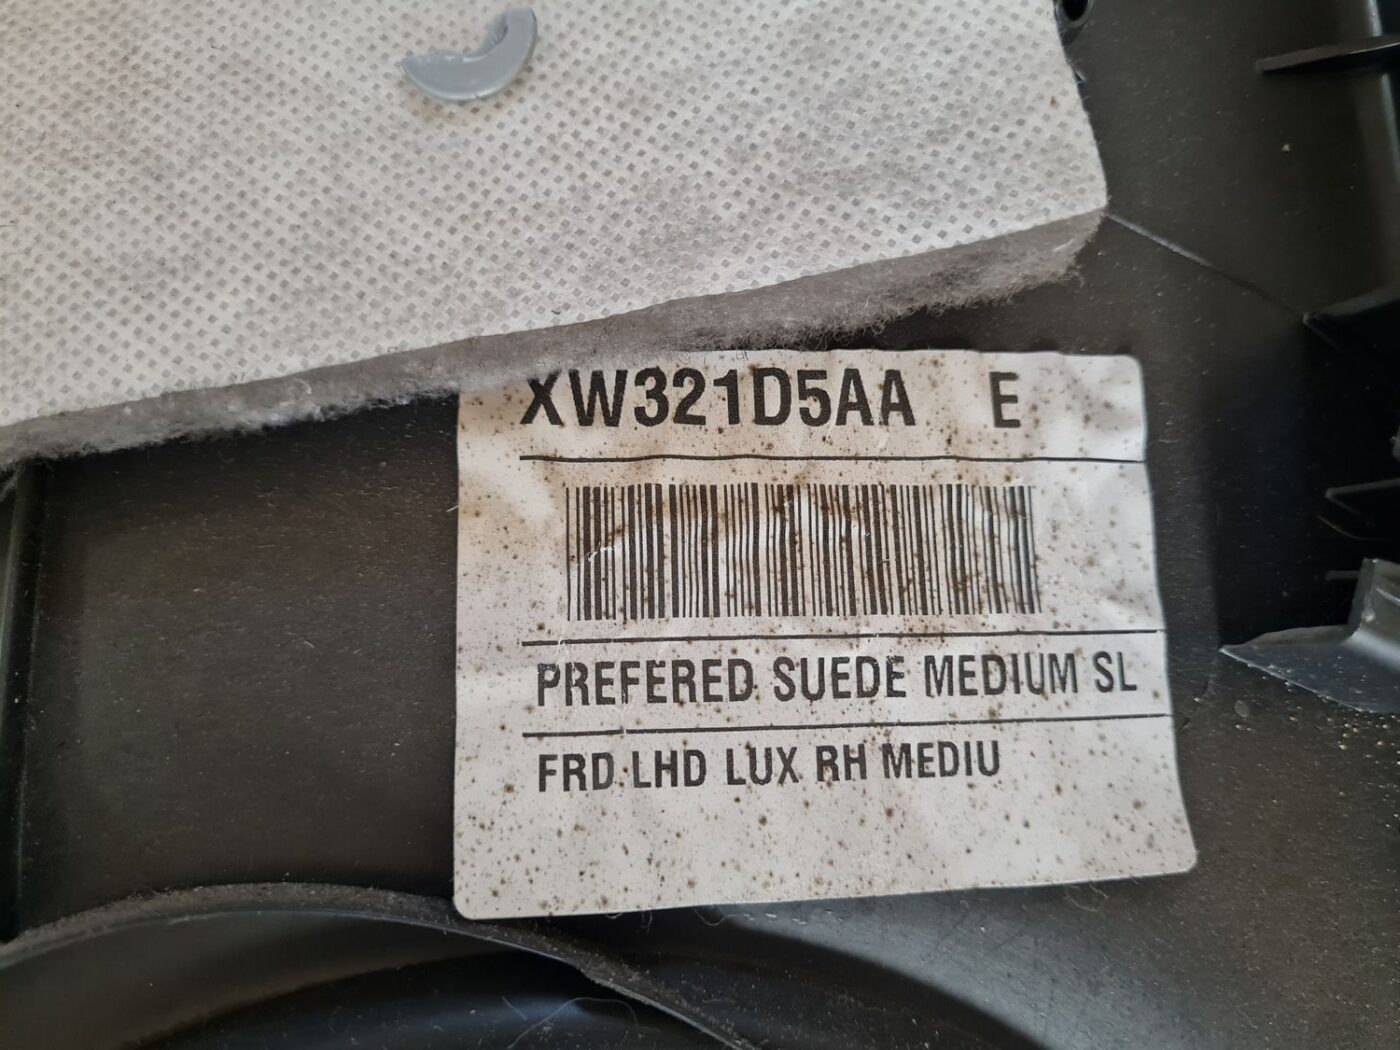 XW321D5AA E
PREFERED SUEDE MEDIUM SL
FRD LHD LUX RH MEDIU